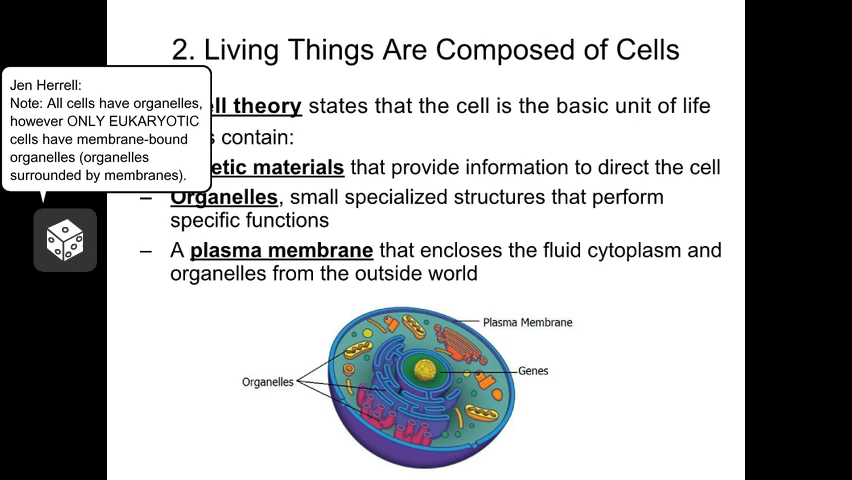 2. Living Things Are Composed of Cells
Jen Herrell:
Note: All cells have organelles,
however ONLY EUKARYOTIC
cells have membrane-bound
organelles (organelles
surrounded by membranes).
ll theory states that the cell is the basic unit of life
s contain:
etic materials that provide information to direct the cell
– Organelles, small specialized structures that perform
specific functions
– A plasma membrane that encloses the fluid cytoplasm and
organelles from the outside world
Plasma Membrane
Genes
Organelles